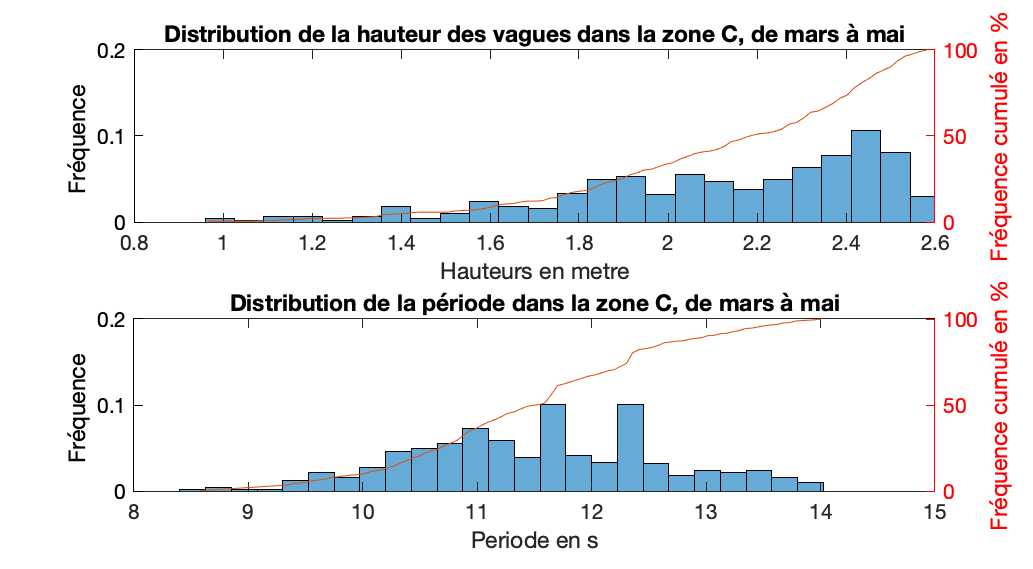 Distribution de la hauteur des vagues dans la zone C, de mars à mai
0.2
0.1
0
Fréquence
100
50
0
Fréquence cumulé en %
0.8 1 1.2 1.4 1.6 1.8 2 2.2 2.4 2.6
Hauteurs en metre
Distribution de la période dans la zone C, de mars à mai
0.2
0.1
0
Fréquence
100
50
0
Fréquence cumulé en %
8 9 10 11 12 13 14 15
Periode en s